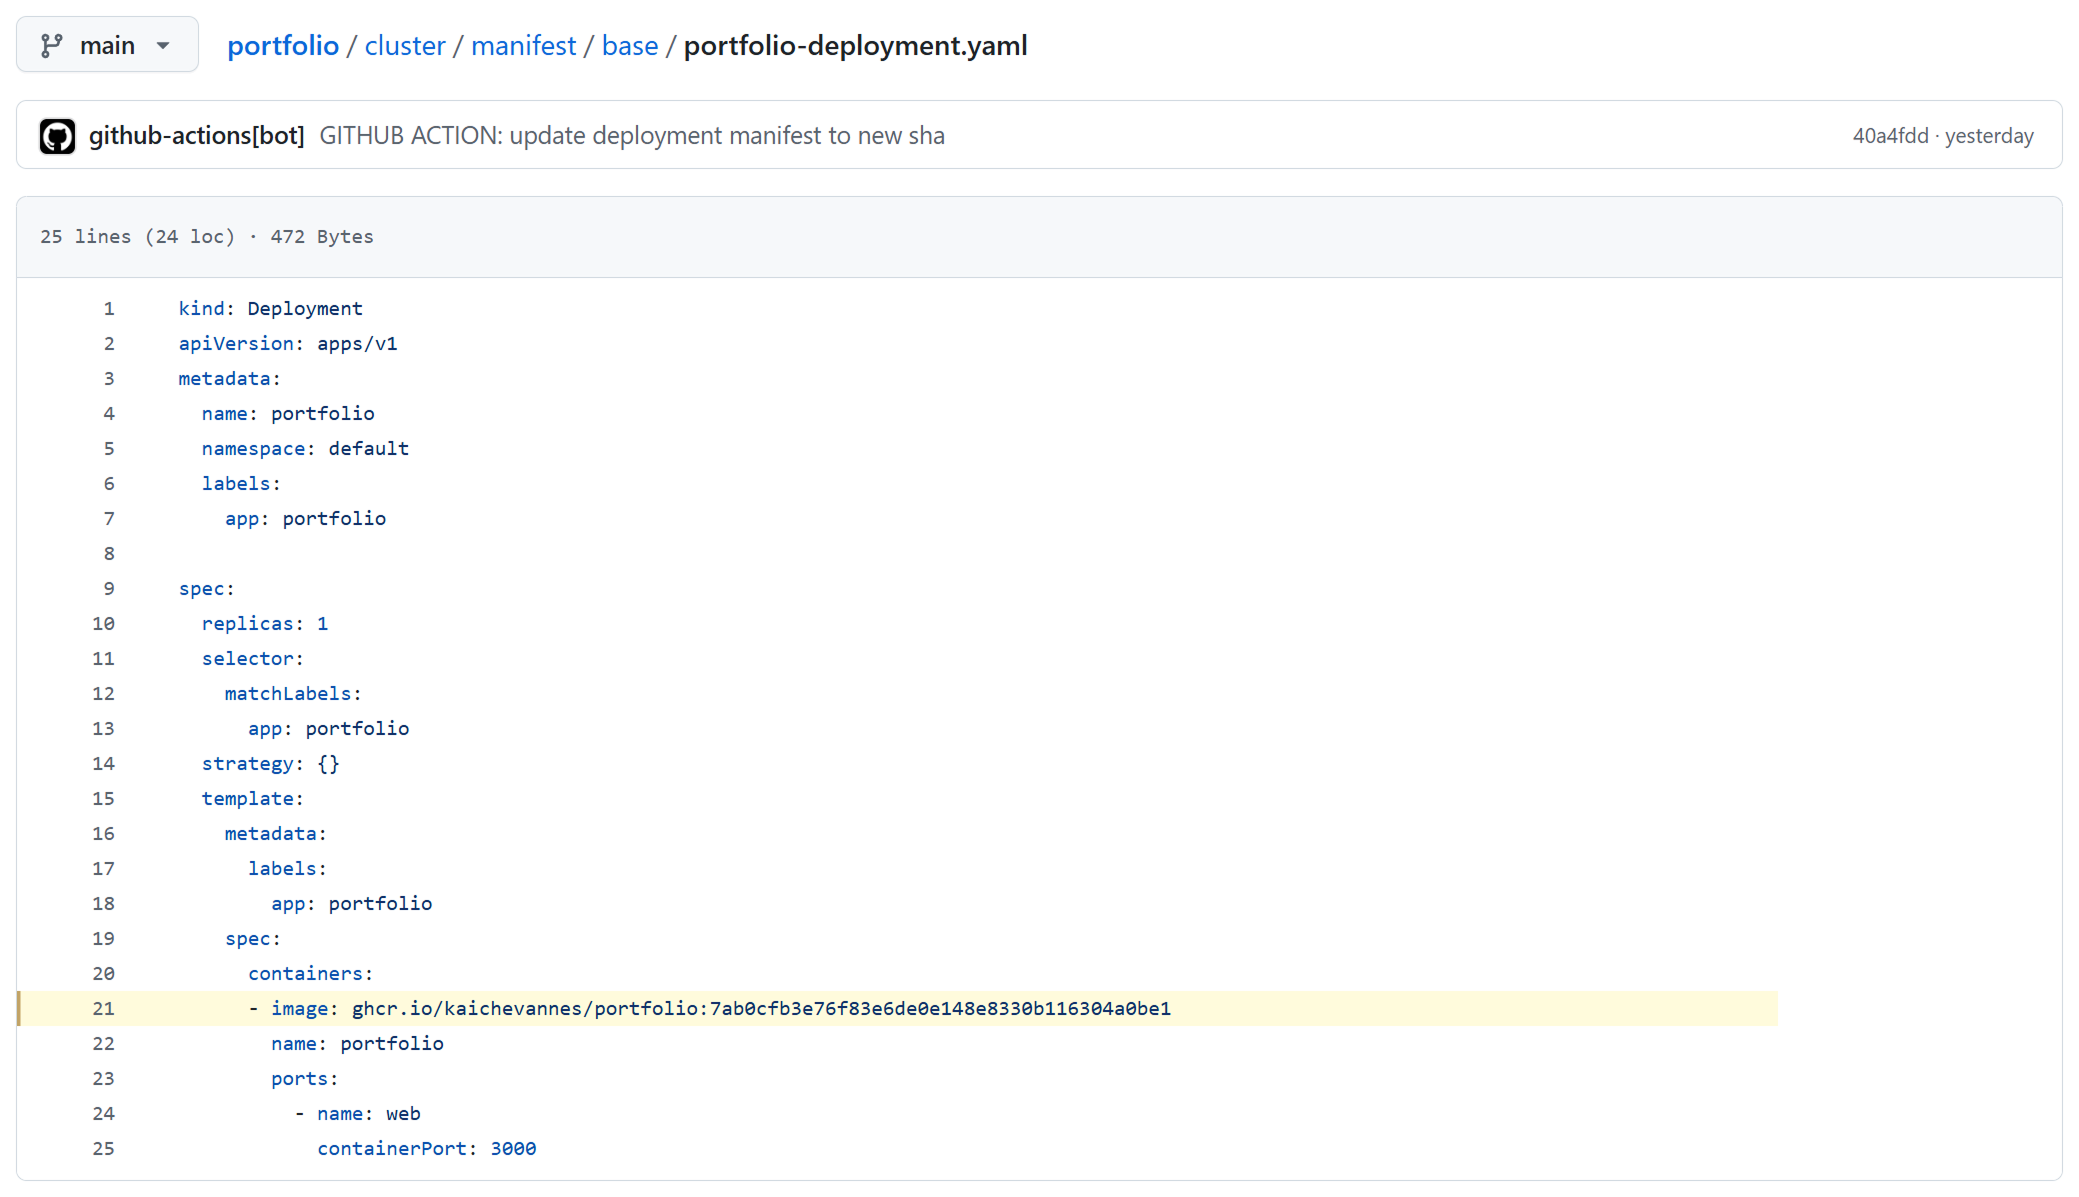 main
portfolio / cluster / manifest / base / portfolio-deployment.yaml
github-actions[bot] GITHUB ACTION: update deployment manifest to new sha 40a4fdd · yesterday
25 lines (24 loc) · 472 Bytes
1 kind: Deployment
2 apiVersion: apps/v1
3 metadata:
4   name: portfolio
5   namespace: default
6   labels:
7     app: portfolio
8
9 spec:
10   replicas: 1
11   selector:
12     matchLabels:
13       app: portfolio
14   strategy: {}
15   template:
16     metadata:
17       labels:
18         app: portfolio
19     spec:
20       containers:
21       - image: ghcr.io/kaichevannes/portfolio:7ab0cfb3e76f83e6de0e148e8330b116304a0be1
22         name: portfolio
23         ports:
24           - name: web
25             containerPort: 3000